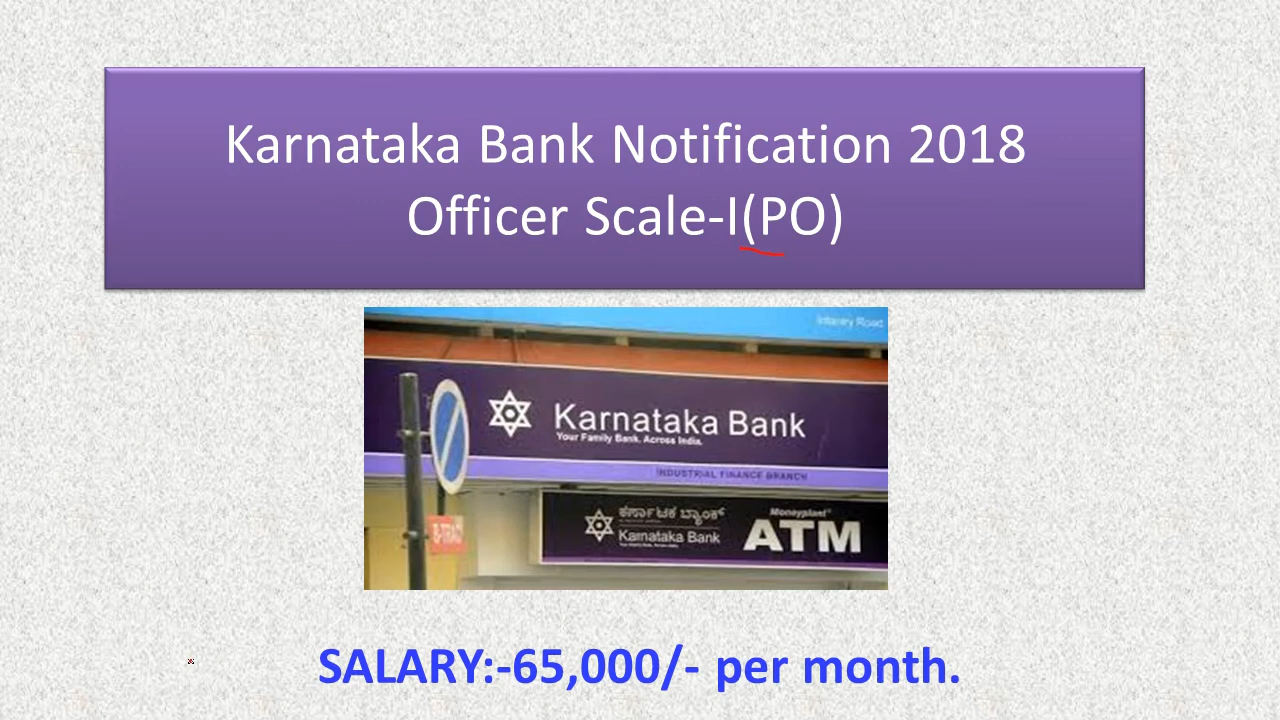 Karnataka Bank Notification 2018
Officer Scale-I(PO)
Infantry Road
Karnataka Bank
Your Family Bank. Across India.
INDUSTRIAL FINANCE BRANCH
ಕರ್ನಾಟಕ ಬ್ಯಾಂಕ್
Karnataka Bank
Moneyplant
ATM
SALARY:-65,000/- per month.